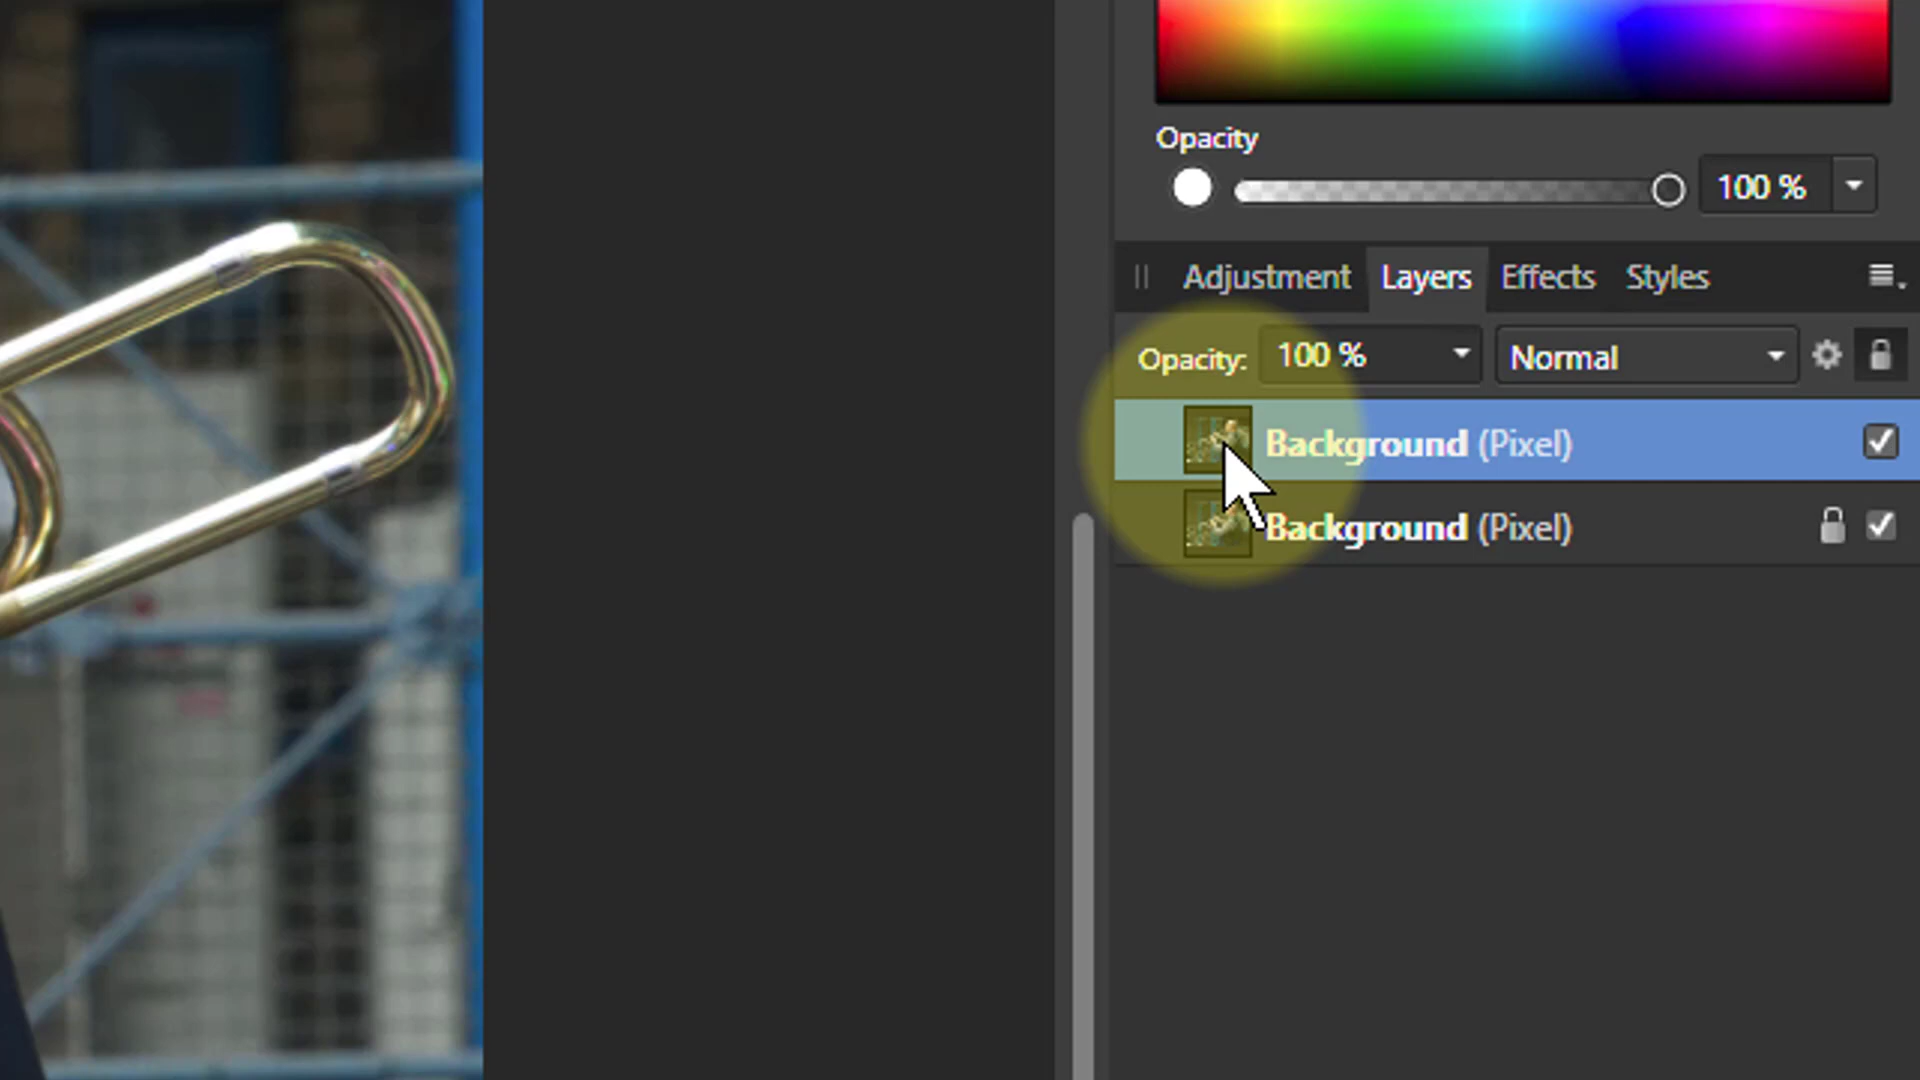 Opacity
100 %
Adjustment Layers Effects Styles
Opacity: 100 % Normal
Background (Pixel)
Background (Pixel)